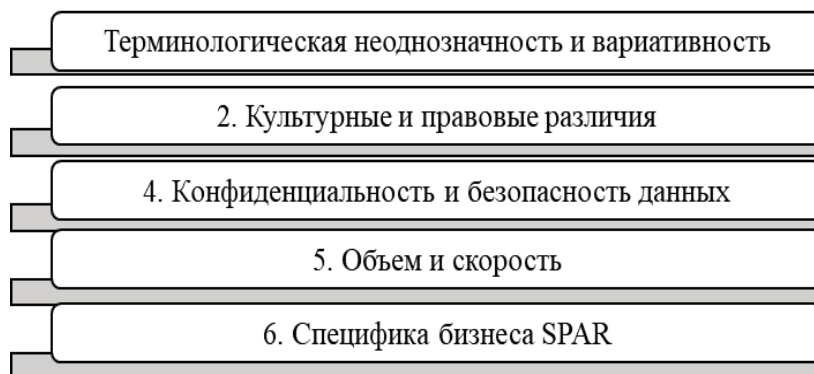 Терминологическая неоднозначность и вариативность
2. Культурные и правовые различия
4. Конфиденциальность и безопасность данных
5. Объем и скорость
6. Специфика бизнеса SPAR